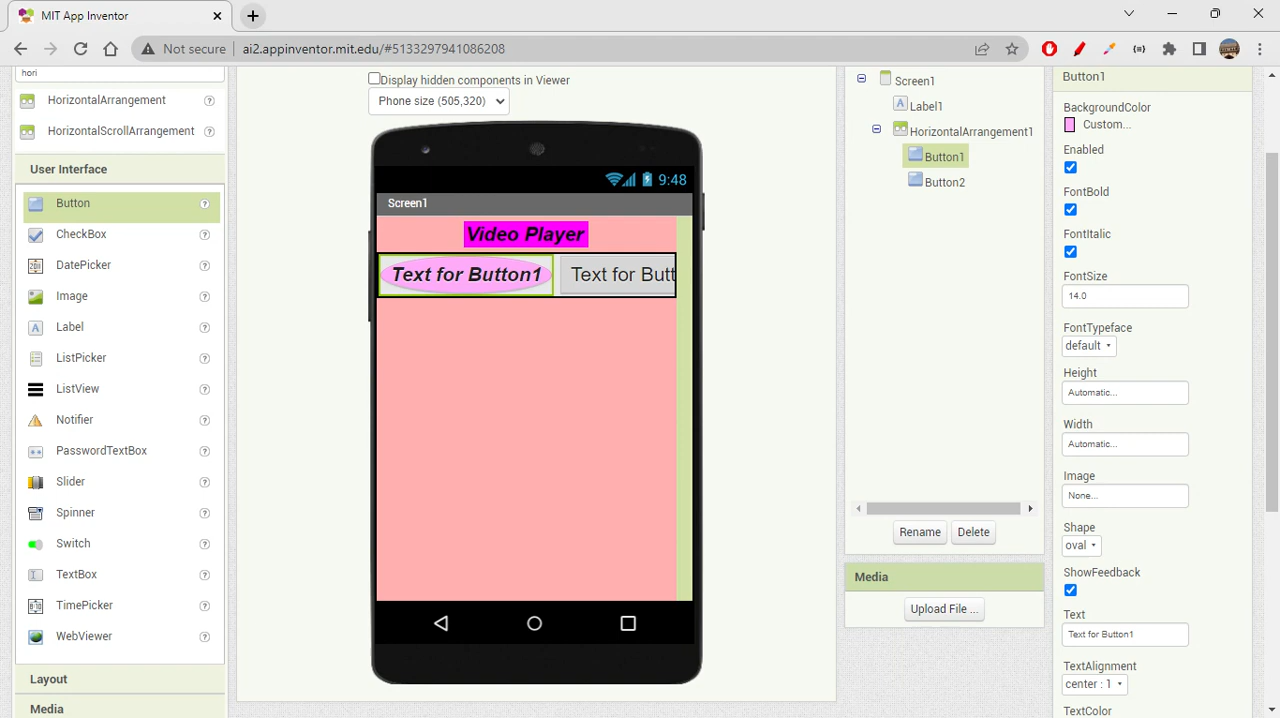 MIT App Inventor
Not secure
ai2.appinventor.mit.edu/#5133297941086208
hori
HorizontalArrangement
HorizontalScrollArrangement
User Interface
Button
CheckBox
DatePicker
Image
Label
ListPicker
ListView
Notifier
PasswordTextBox
Slider
Spinner
Switch
TextBox
TimePicker
WebViewer
Layout
Media
Display hidden components in Viewer
Phone size (505,320)
9:48
Screen1
Video Player
Text for Button1
Text for Butt
Screen1
Label1
HorizontalArrangement1
Button1
Button2
Rename
Delete
Media
Upload File ...
Button1
BackgroundColor
Custom...
Enabled
FontBold
FontItalic
FontSize
14.0
FontTypeface
default
Height
Automatic...
Width
Automatic...
Image
None...
Shape
oval
ShowFeedback
Text
Text for Button1
TextAlignment
center : 1
TextColor